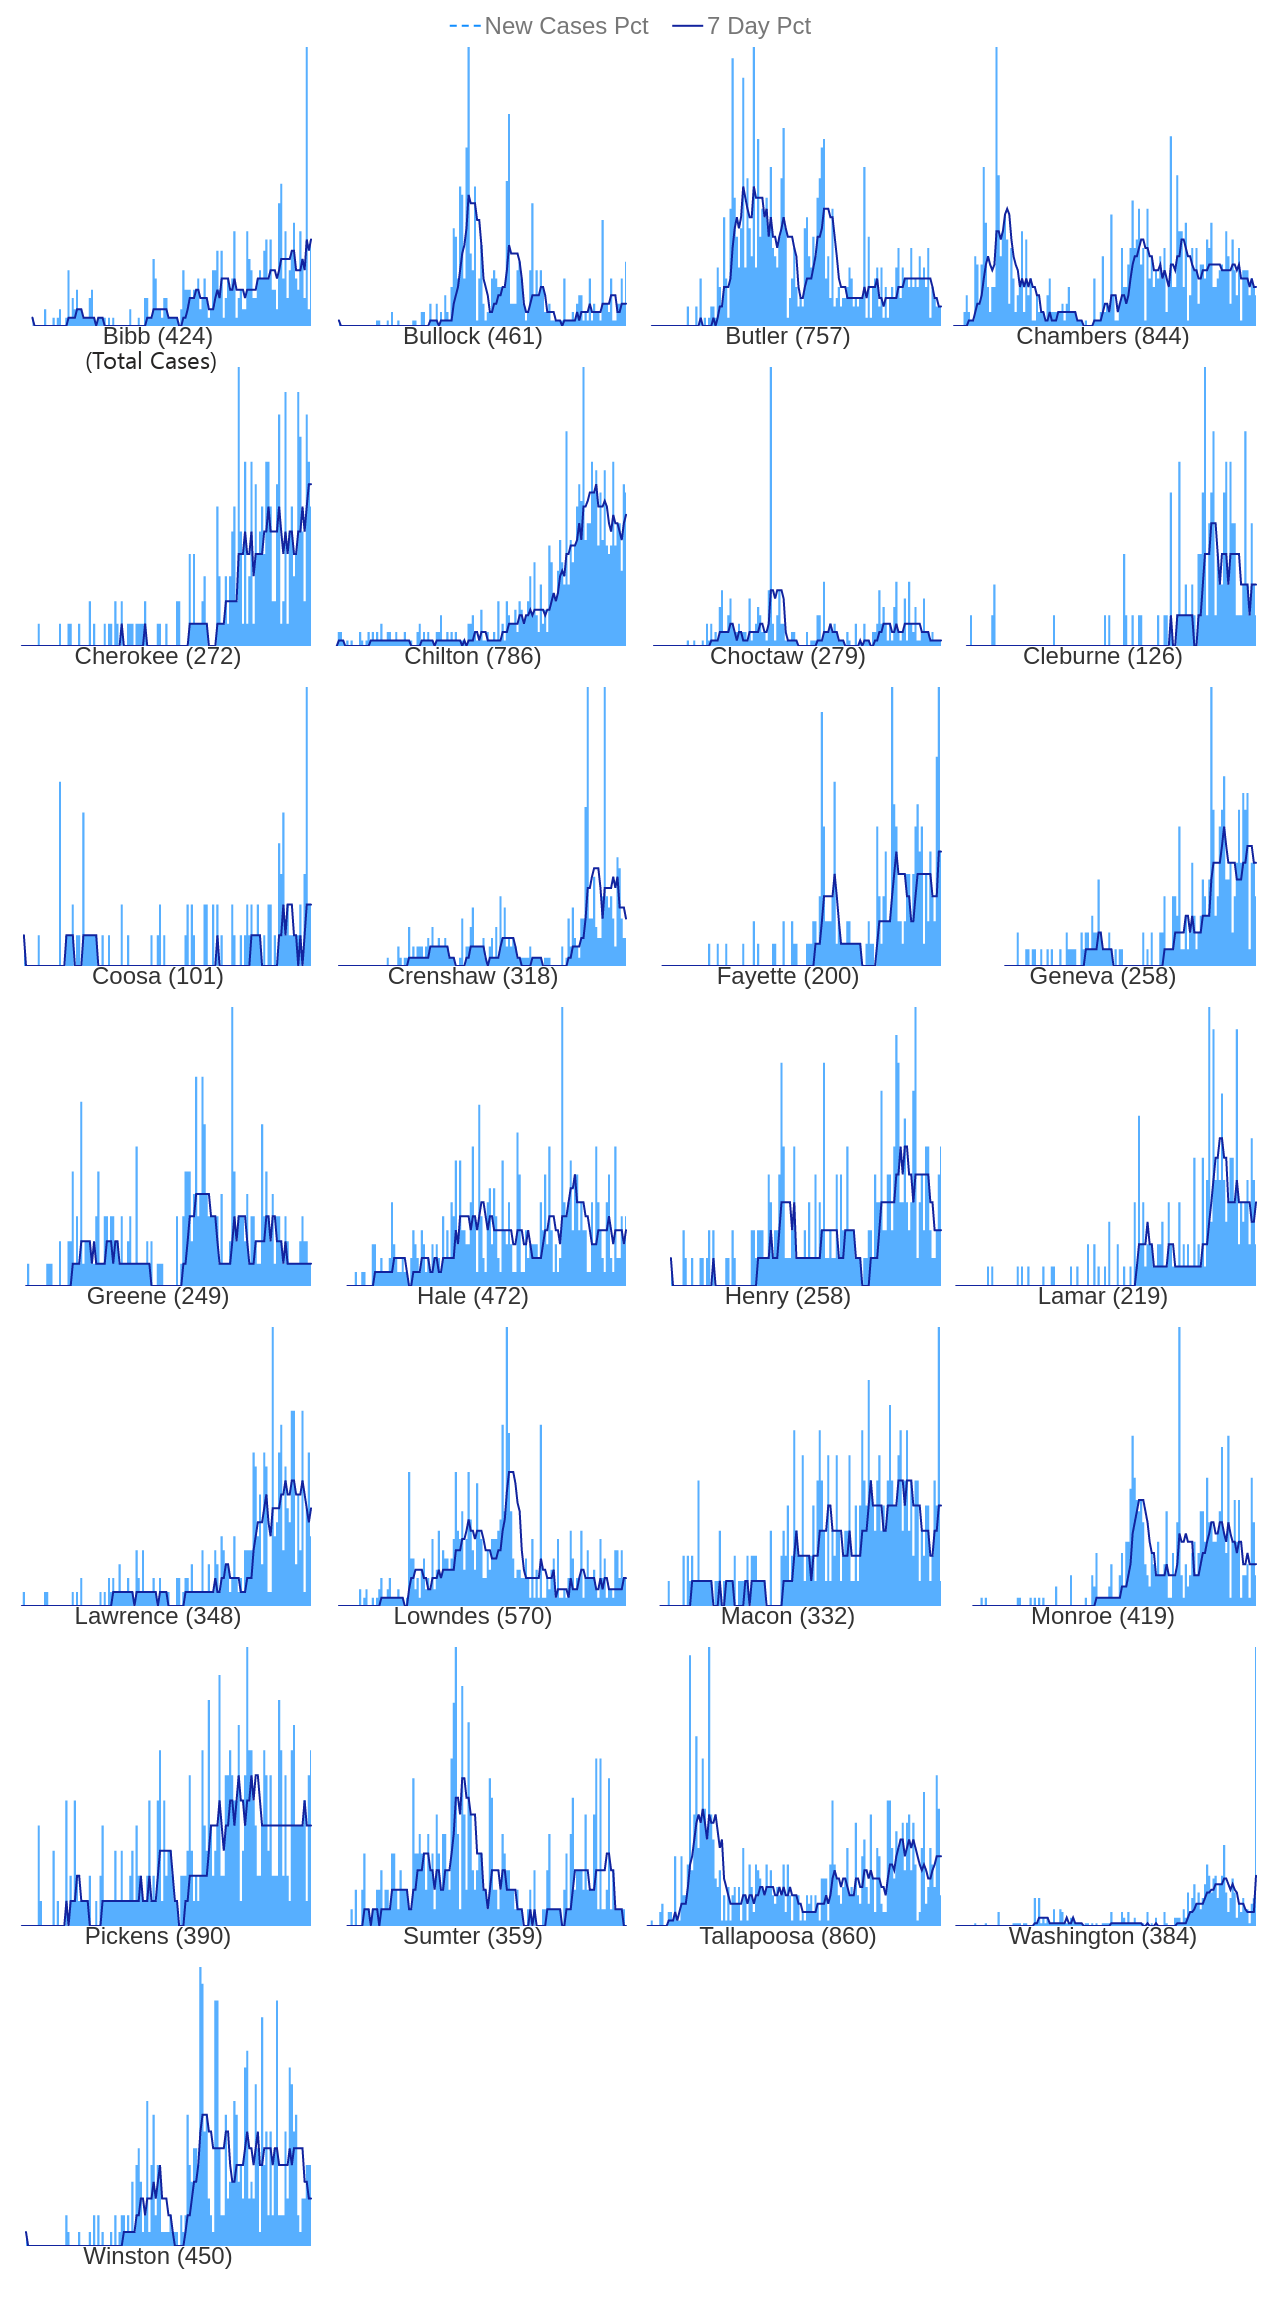 New Cases Pct 7 Day Pct
Bibb (424) Bullock (461) Butler (757) Chambers (844)
(Total Cases)
Cherokee (272) Chilton (786) Choctaw (279) Cleburne (126)
Coosa (101) Crenshaw (318) Fayette (200) Geneva (258)
Greene (249) Hale (472) Henry (258) Lamar (219)
Lawrence (348) Lowndes (570) Macon (332) Monroe (419)
Pickens (390) Sumter (359) Tallapoosa (860) Washington (384)
Winston (450)